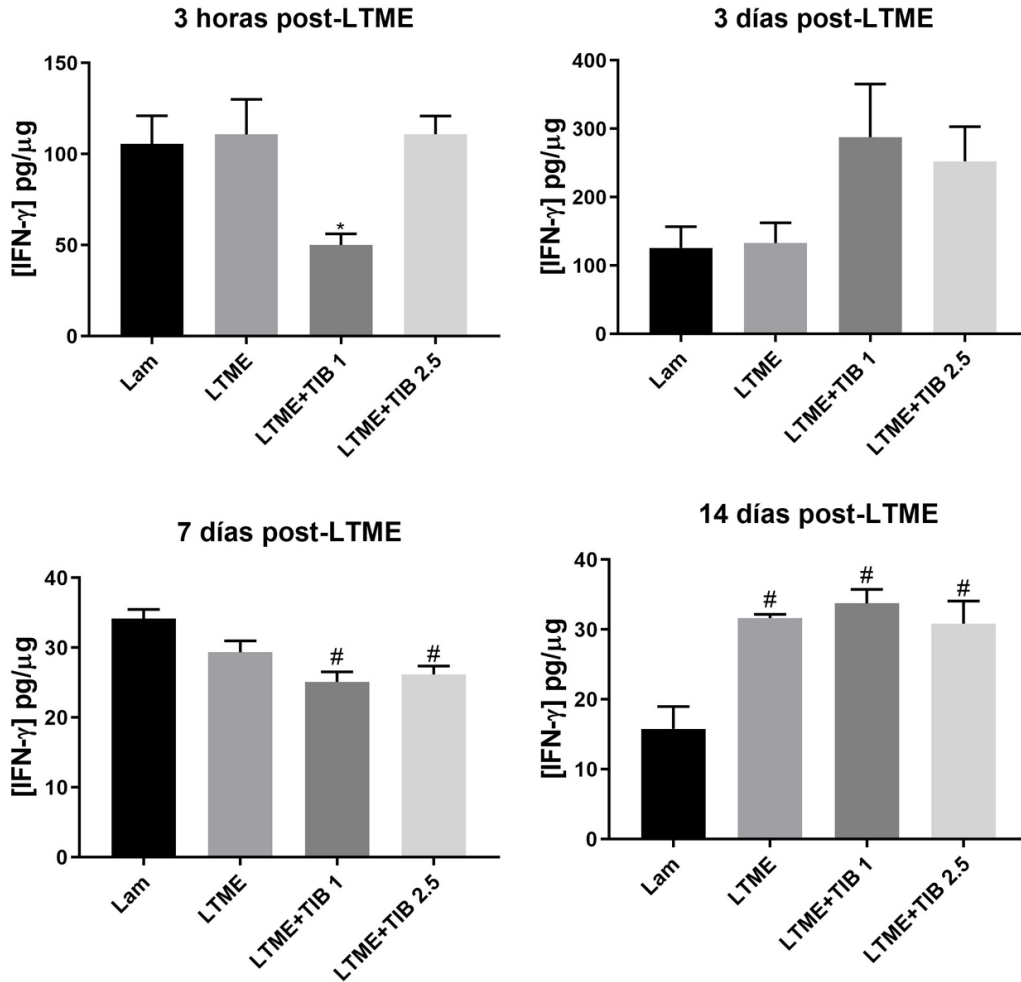 3 horas post-LTME
[IFN-γ] pg/μg
150
100
50
0
*
Lam
LTME
LTME+TIB 1
LTME+TIB 2.5
3 días post-LTME
[IFN-γ] pg/μg
400
300
200
100
0
Lam
LTME
LTME+TIB 1
LTME+TIB 2.5
7 días post-LTME
[IFN-γ] pg/μg
40
30
20
10
0
#
#
Lam
LTME
LTME+TIB 1
LTME+TIB 2.5
14 días post-LTME
[IFN-γ] pg/μg
40
30
20
10
0
#
#
#
Lam
LTME
LTME+TIB 1
LTME+TIB 2.5